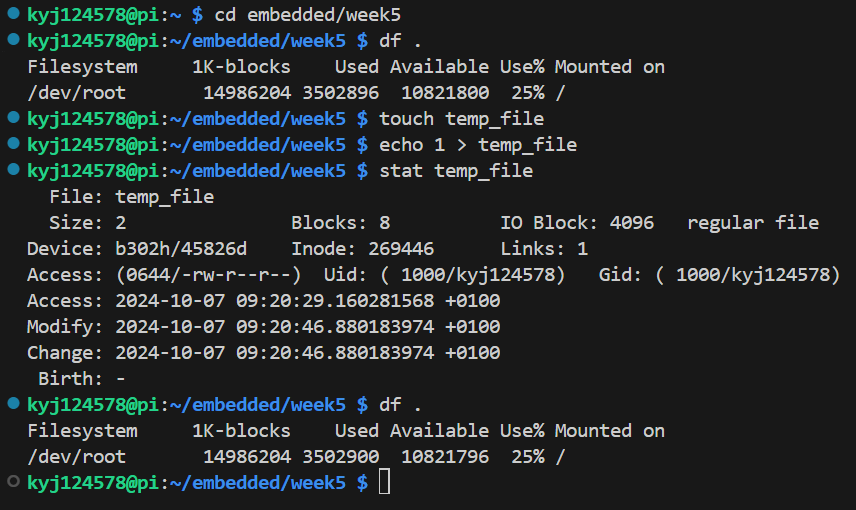 kyj124578@pi:~ $ cd embedded/week5
kyj124578@pi:~/embedded/week5 $ df .
Filesystem     1K-blocks    Used Available Use% Mounted on
/dev/root       14986204 3502896  10821800  25% /
kyj124578@pi:~/embedded/week5 $ touch temp_file
kyj124578@pi:~/embedded/week5 $ echo 1 > temp_file
kyj124578@pi:~/embedded/week5 $ stat temp_file
  File: temp_file
  Size: 2               Blocks: 8          IO Block: 4096   regular file
Device: b302h/45826d    Inode: 269446      Links: 1
Access: (0644/-rw-r--r--)  Uid: ( 1000/kyj124578)   Gid: ( 1000/kyj124578)
Access: 2024-10-07 09:20:29.160281568 +0100
Modify: 2024-10-07 09:20:46.880183974 +0100
Change: 2024-10-07 09:20:46.880183974 +0100
 Birth: -
kyj124578@pi:~/embedded/week5 $ df .
Filesystem     1K-blocks    Used Available Use% Mounted on
/dev/root       14986204 3502900  10821796  25% /
kyj124578@pi:~/embedded/week5 $